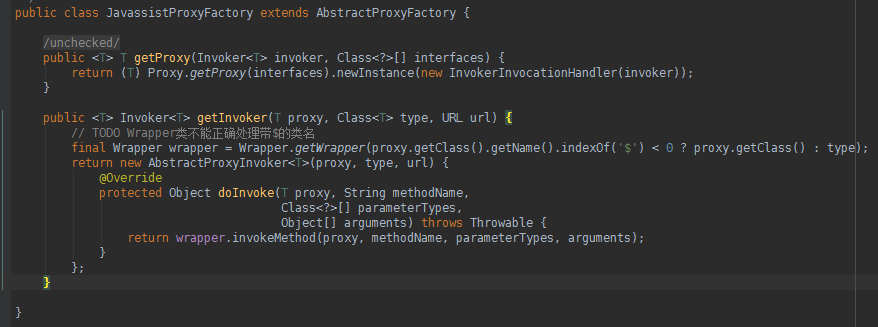 public class JavassistProxyFactory extends AbstractProxyFactory {
/unchecked/
public <T> T getProxy(Invoker<T> invoker, Class<?>[] interfaces) {
return (T) Proxy.getProxy(interfaces).newInstance(new InvokerInvocationHandler(invoker));
}
public <T> Invoker<T> getInvoker(T proxy, Class<T> type, URL url) {
// TODO Wrapper类不能正确处理带$的类名
final Wrapper wrapper = Wrapper.getWrapper(proxy.getClass().getName().indexOf('$') < 0 ? proxy.getClass() : type);
return new AbstractProxyInvoker<T>(proxy, type, url) {
@Override
protected Object doInvoke(T proxy, String methodName,
Class<?>[] parameterTypes,
Object[] arguments) throws Throwable {
return wrapper.invokeMethod(proxy, methodName, parameterTypes, arguments);
}
};
}
}